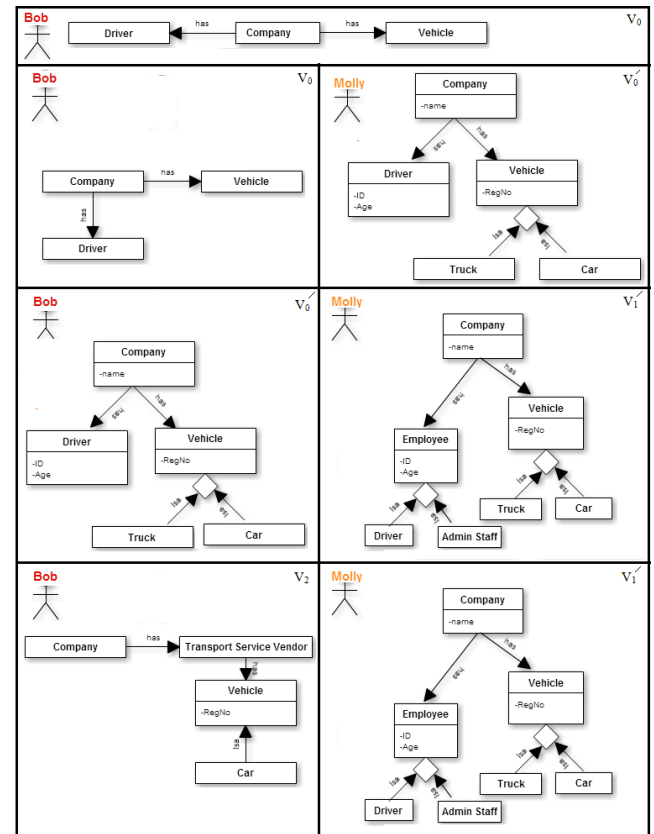 Bob
V0
has
has
Driver
Company
Vehicle
Bob
V0
Company
has
Vehicle
has
Driver
Molly
V0´
Company
-name
has
has
Driver
-ID
-Age
Vehicle
-RegNo
Isa
Isa
Truck
Car
Bob
V0´
Company
-name
has
has
Driver
-ID
-Age
Vehicle
-RegNo
Isa
Isa
Truck
Car
Molly
V1´
Company
-name
has
has
Employee
-ID
-Age
Vehicle
-RegNo
Isa
Isa
Isa
Isa
Truck
Car
Driver
Admin Staff
Bob
V2
Company
has
Transport Service Vendor
has
Vehicle
-RegNo
Isa
Car
Molly
V1´
Company
-name
has
has
Employee
-ID
-Age
Vehicle
-RegNo
Isa
Isa
Isa
Isa
Truck
Car
Driver
Admin Staff